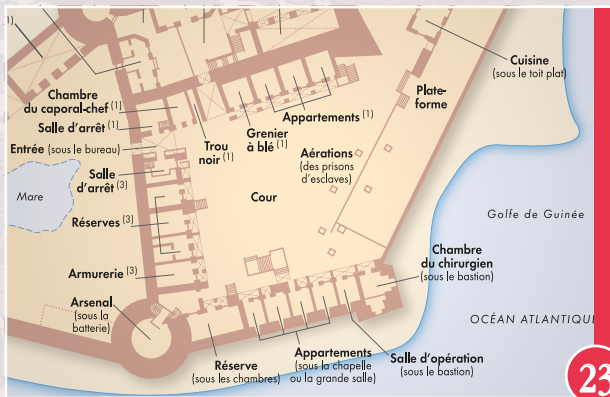 (1)
Cuisine
(sous le toit plat)
Plate-
forme
Chambre
du caporal-chef (1)
Salle d'arrêt (1)
Entrée (sous le bureau)
Trou
noir (1)
Grenier
à blé (1)
Appartements (1)
Aérations
(des prisons
d'esclaves)
Salle
d'arrêt (3)
Mare
Réserves (3)
Cour
Golfe de Guinée
Armurerie (3)
Chambre
du chirurgien
(sous le bastion)
Arsenal
(sous la
batterie)
OCÉAN ATLANTIQU
Réserve
(sous les chambres)
Appartements
(sous la chapelle
ou la grande salle)
Salle d'opération
(sous le bastion)
23